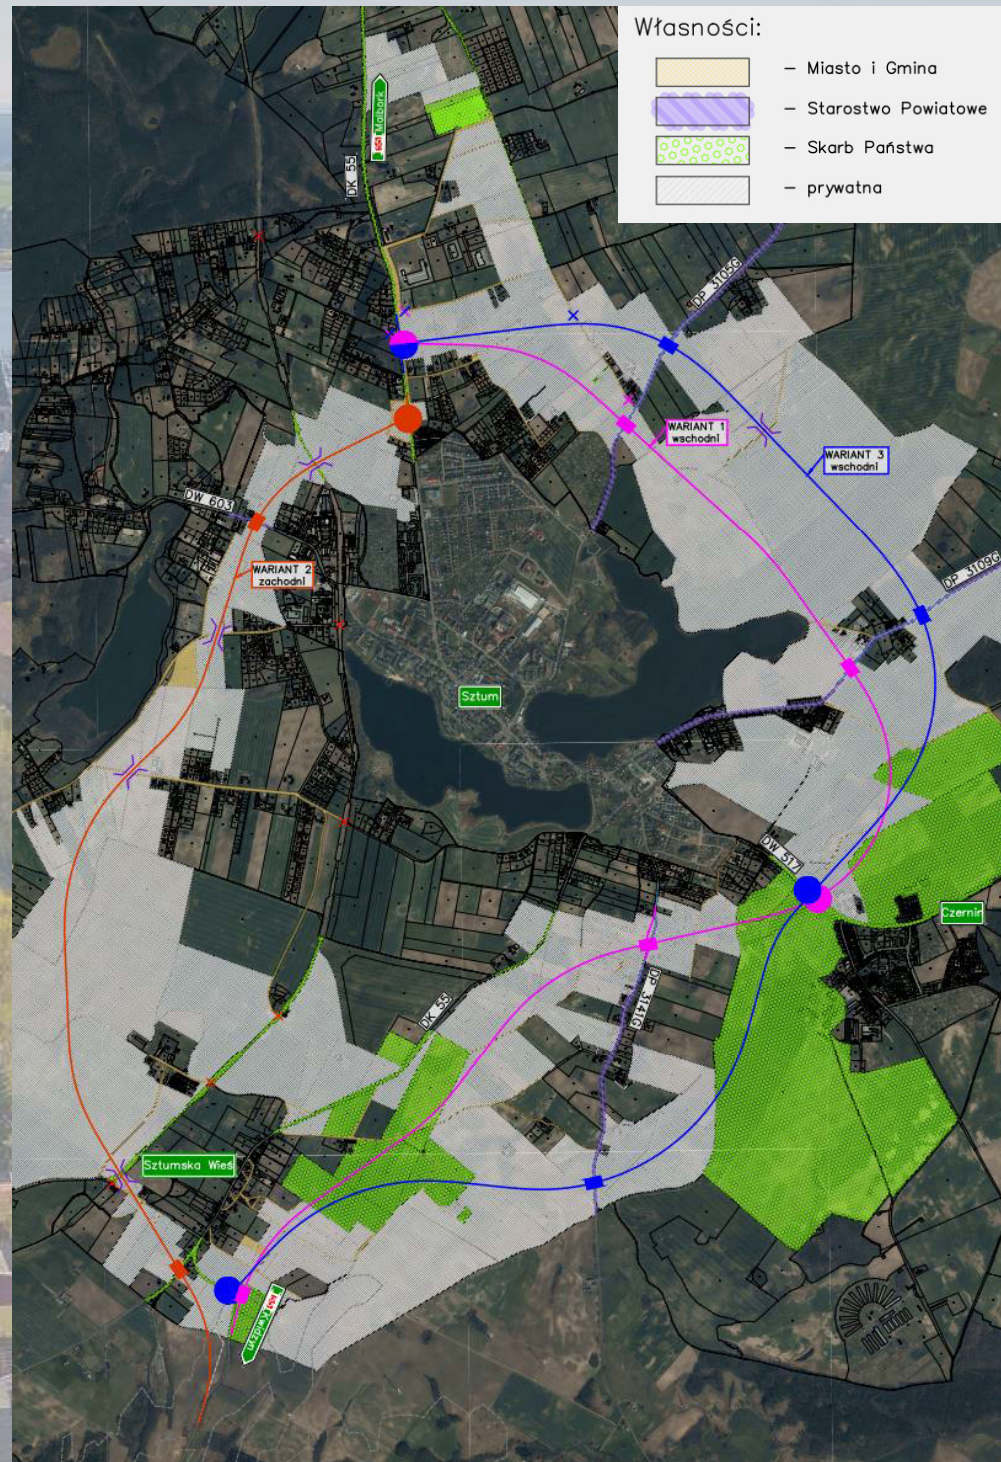 Własności:
– Miasto i Gmina
– Starostwo Powiatowe
– Skarb Państwa
– prywatna
Malbork
DK 55
DP 3105G
WARIANT 1
wschodni
WARIANT 3
wschodni
DW 603
WARIANT 2
zachodni
DP 3109G
Sztum
DW 517
Czernin
DP 3141G
DK 55
Sztumska Wieś
Kwidzyn